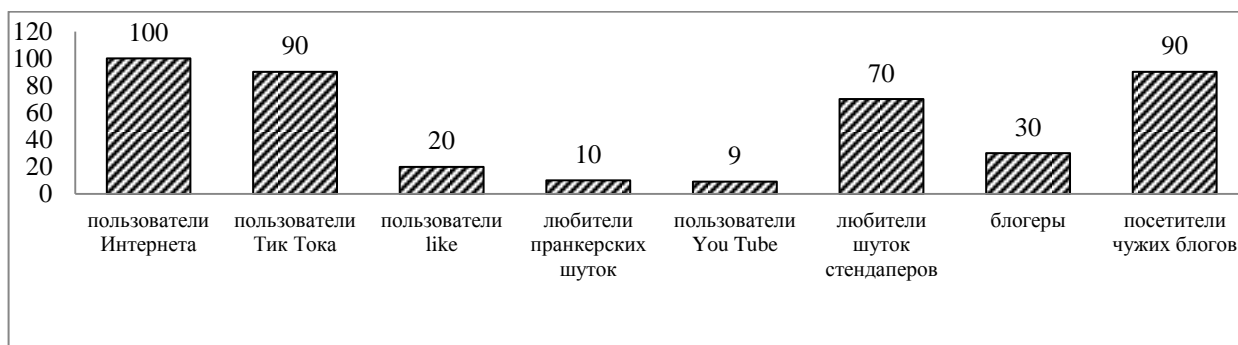 120
100
80
60
40
20
0
100
90
20
10
9
70
30
90
пользователи
Интернета
пользователи
Тик Тока
пользователи
like
любители
пранкерских
шуток
пользователи
You Tube
любители
шуток
стендаперов
блогеры
посетители
чужих блогов